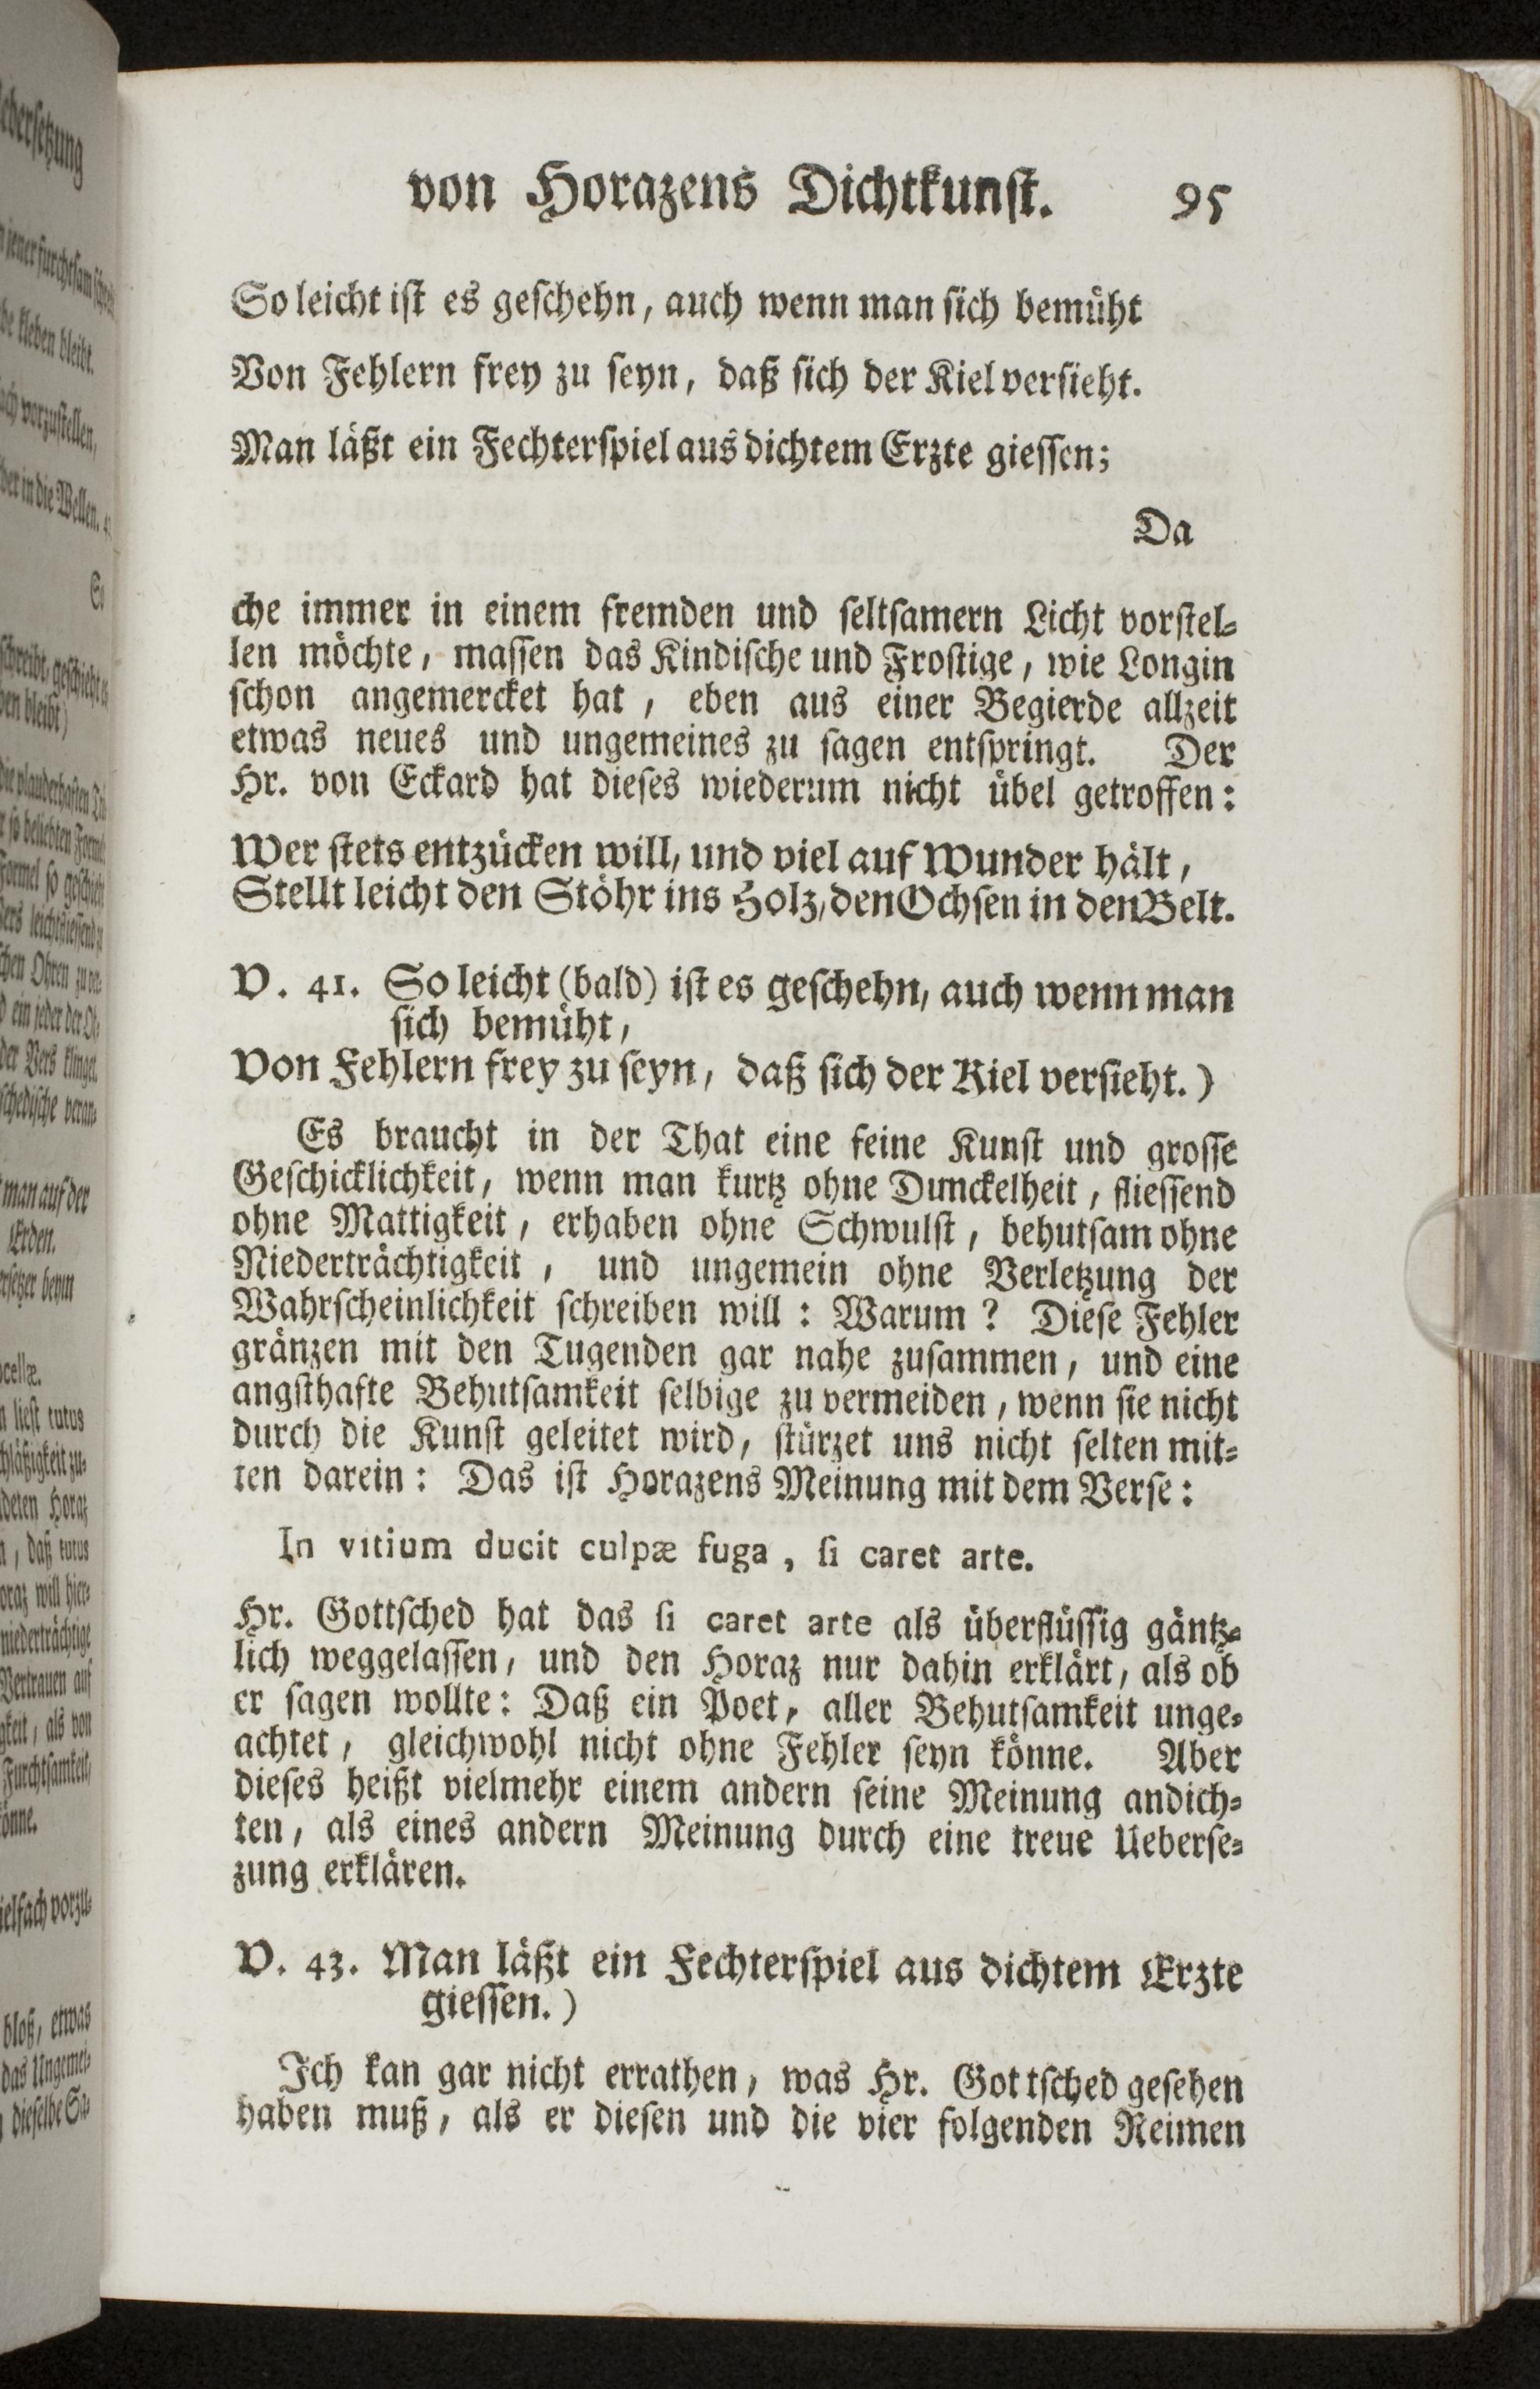 von Horazens Dichtkunst. 95
So leicht ist es geschehn, auch wenn man sich bemüht
Von Fehlern frey zu seyn, daß sich der Kiel versieht.
Man läßt ein Fechterspiel aus dichtem Erzte giessen;
Da
che immer in einem fremden und seltsamern Licht vorstel-
len möchte, massen das Kindische und Frostige, wie Longin
schon angemercket hat, eben aus einer Begierde allzeit
etwas neues und ungemeines zu sagen entspringt. Der
Hr. von Eckard hat dieses wiederum nicht übel getroffen:
Wer stets entzücken will, und viel auf Wunder hält,
Stellt leicht den Stöhr ins Holz, den Ochsen in den Belt.
V. 41. So leicht (bald) ist es geschehn, auch wenn man
sich bemüht,
Von Fehlern frey zu seyn, daß sich der Kiel versieht.)
Es braucht in der That eine feine Kunst und grosse
Geschicklichkeit, wenn man kurtz ohne Dunckelheit, fliessend
ohne Mattigkeit, erhaben ohne Schwulst, behutsam ohne
Niederträchtigkeit, und ungemein ohne Verletzung der
Wahrscheinlichkeit schreiben will: Warum? Diese Fehler
gränzen mit den Tugenden gar nahe zusammen, und eine
angsthafte Behutsamkeit selbige zu vermeiden, wenn sie nicht
durch die Kunst geleitet wird, stürzet uns nicht selten mit-
ten darein: Das ist Horazens Meinung mit dem Verse:
In vitium ducit culpæ fuga, si caret arte.
Hr. Gottsched hat das si caret arte als überflüssig gäntz-
lich weggelassen, und den Horaz nur dahin erklärt, als ob
er sagen wollte: Daß ein Poet, aller Behutsamkeit unge-
achtet, gleichwohl nicht ohne Fehler seyn könne. Aber
dieses heißt vielmehr einem andern seine Meinung andich-
ten, als eines andern Meinung durch eine treue Ueberse-
zung erklären.
V. 43. Man läßt ein Fechterspiel aus dichtem Erzte
giessen.)
Ich kan gar nicht errathen, was Hr. Gottsched gesehen
haben muß, als er diesen und die vier folgenden Reimen